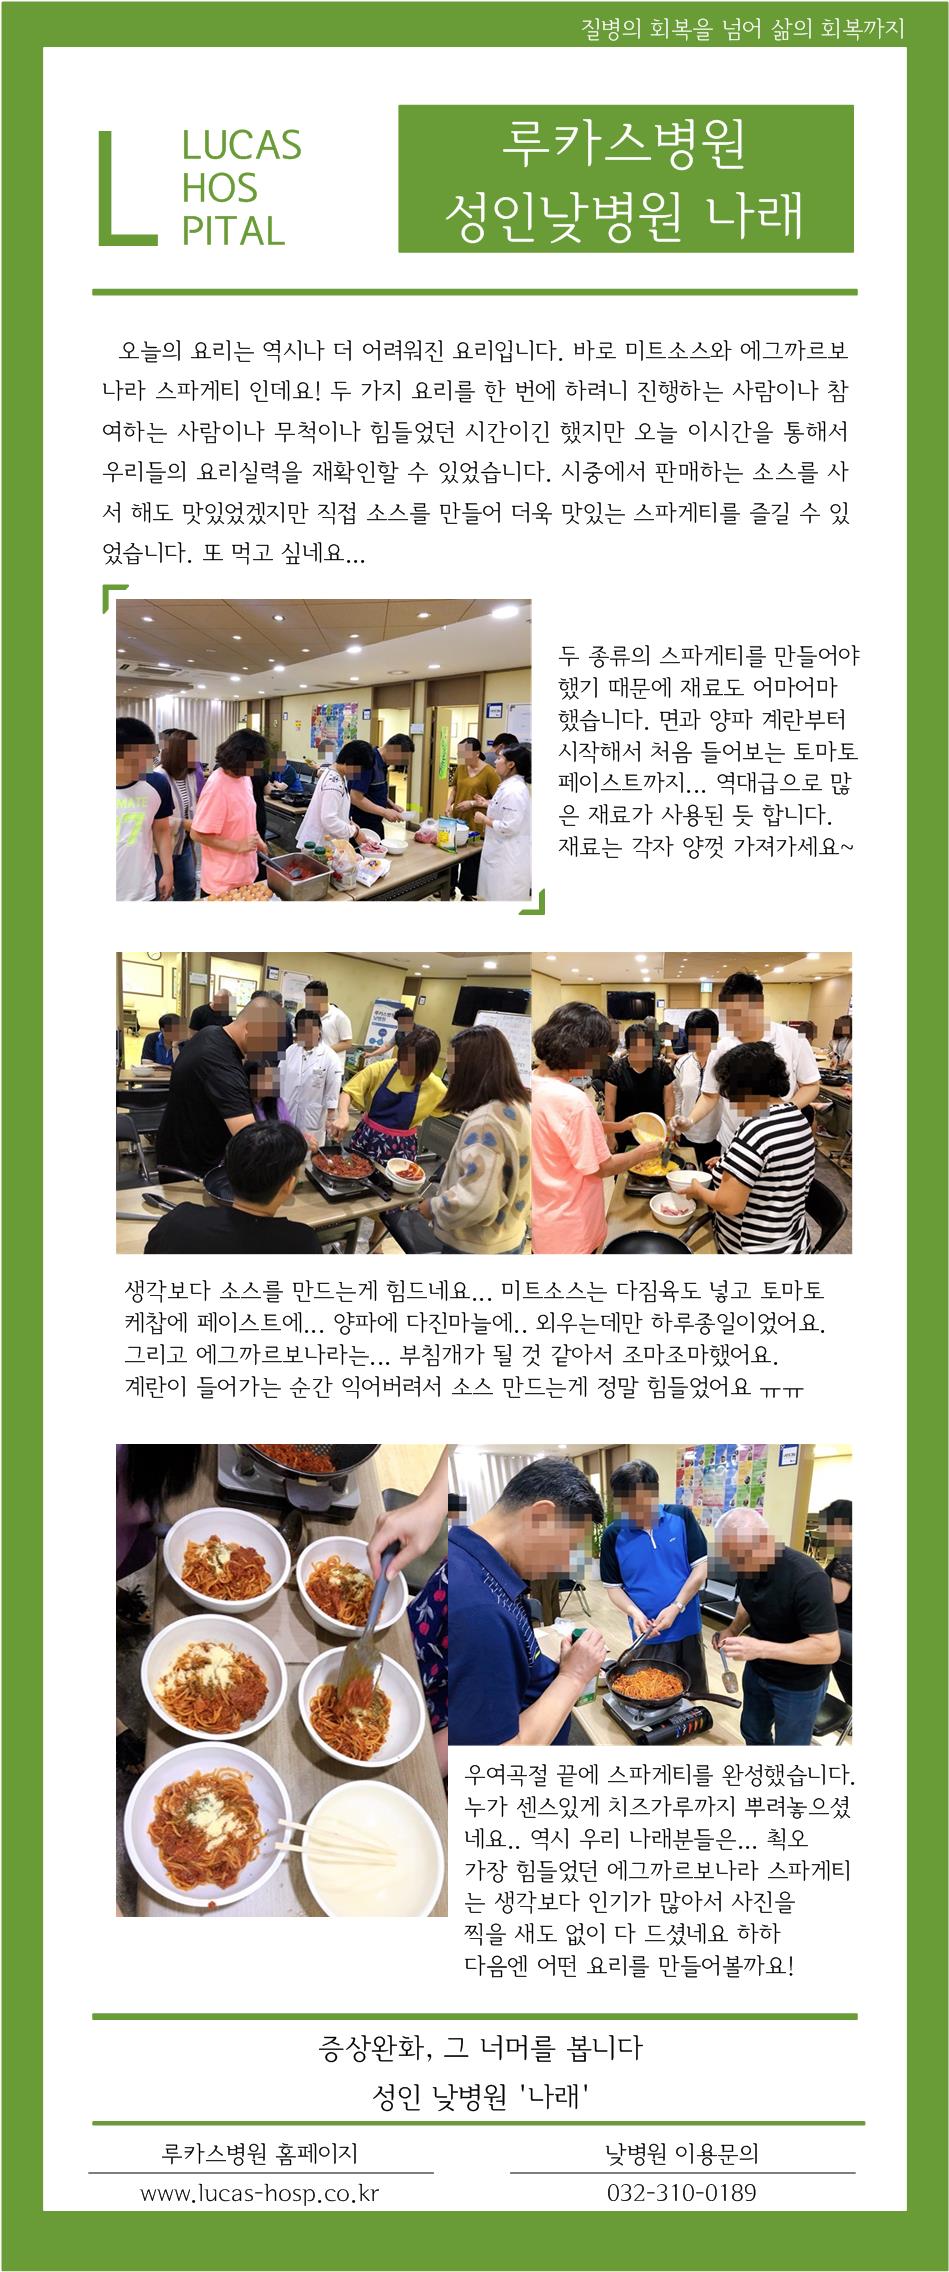 질병의 회복을 넘어 삶의 회복까지
LUCAS
HOS
PITAL
루카스병원
성인낮병원 나래
오늘의 요리는 역시나 더 어려워진 요리입니다. 바로 미트소스와 에그까르보
나라 스파게티 인데요! 두 가지 요리를 한 번에 하려니 진행하는 사람이나 참
여하는 사람이나 무척이나 힘들었던 시간이긴 했지만 오늘 이시간을 통해서
우리들의 요리실력을 재확인할 수 있었습니다. 시중에서 판매하는 소스를 사
서 해도 맛있었겠지만 직접 소스를 만들어 더욱 맛있는 스파게티를 즐길 수 있
었습니다. 또 먹고 싶네요...
두 종류의 스파게티를 만들어야
했기 때문에 재료도 어마어마
했습니다. 면과 양파 계란부터
시작해서 처음 들어보는 토마토
페이스트까지... 역대급으로 많
은 재료가 사용된 듯 합니다.
재료는 각자 양껏 가져가세요~
루카스병원
낮병원
생각보다 소스를 만드는게 힘드네요... 미트소스는 다짐육도 넣고 토마토
케찹에 페이스트에... 양파에 다진마늘에.. 외우는데만 하루종일이었어요.
그리고 에그까르보나라는... 부침개가 될 것 같아서 조마조마했어요.
계란이 들어가는 순간 익어버려서 소스 만드는게 정말 힘들었어요 ㅠㅠ
우여곡절 끝에 스파게티를 완성했습니다.
누가 센스있게 치즈가루까지 뿌려놓으셨
네요.. 역시 우리 나래분들은... 쵝오
가장 힘들었던 에그까르보나라 스파게티
는 생각보다 인기가 많아서 사진을
찍을 새도 없이 다 드셨네요 하하
다음엔 어떤 요리를 만들어볼까요!
증상완화, 그 너머를 봅니다
성인 낮병원 '나래'
루카스병원 홈페이지
낮병원 이용문의
www.lucas-hosp.co.kr
032-310-0189